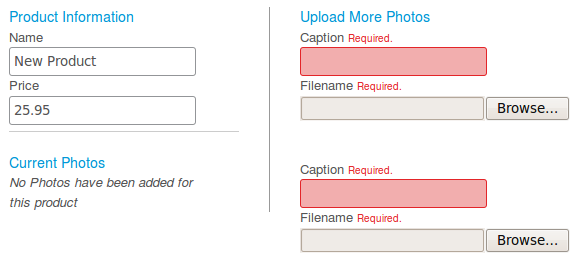 Product Information
Name
New Product
Price
25.95
Current Photos
No Photos have been added for
this product
Upload More Photos
Caption Required.
Filename Required.
Browse...
Caption Required.
Filename Required.
Browse...